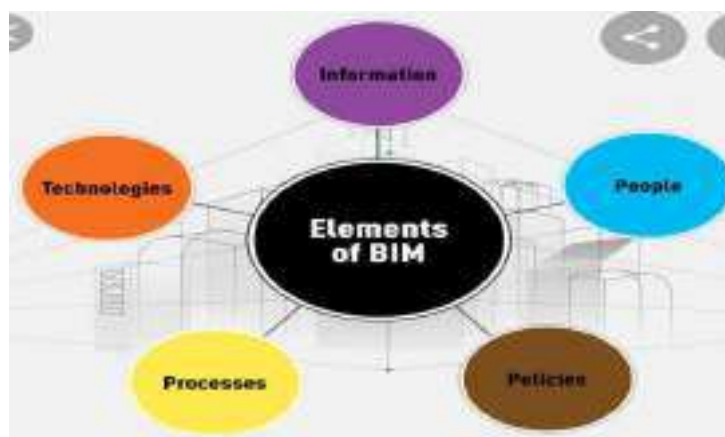 Information
Technologies
People
Elements
of BIM
Processes
Policies